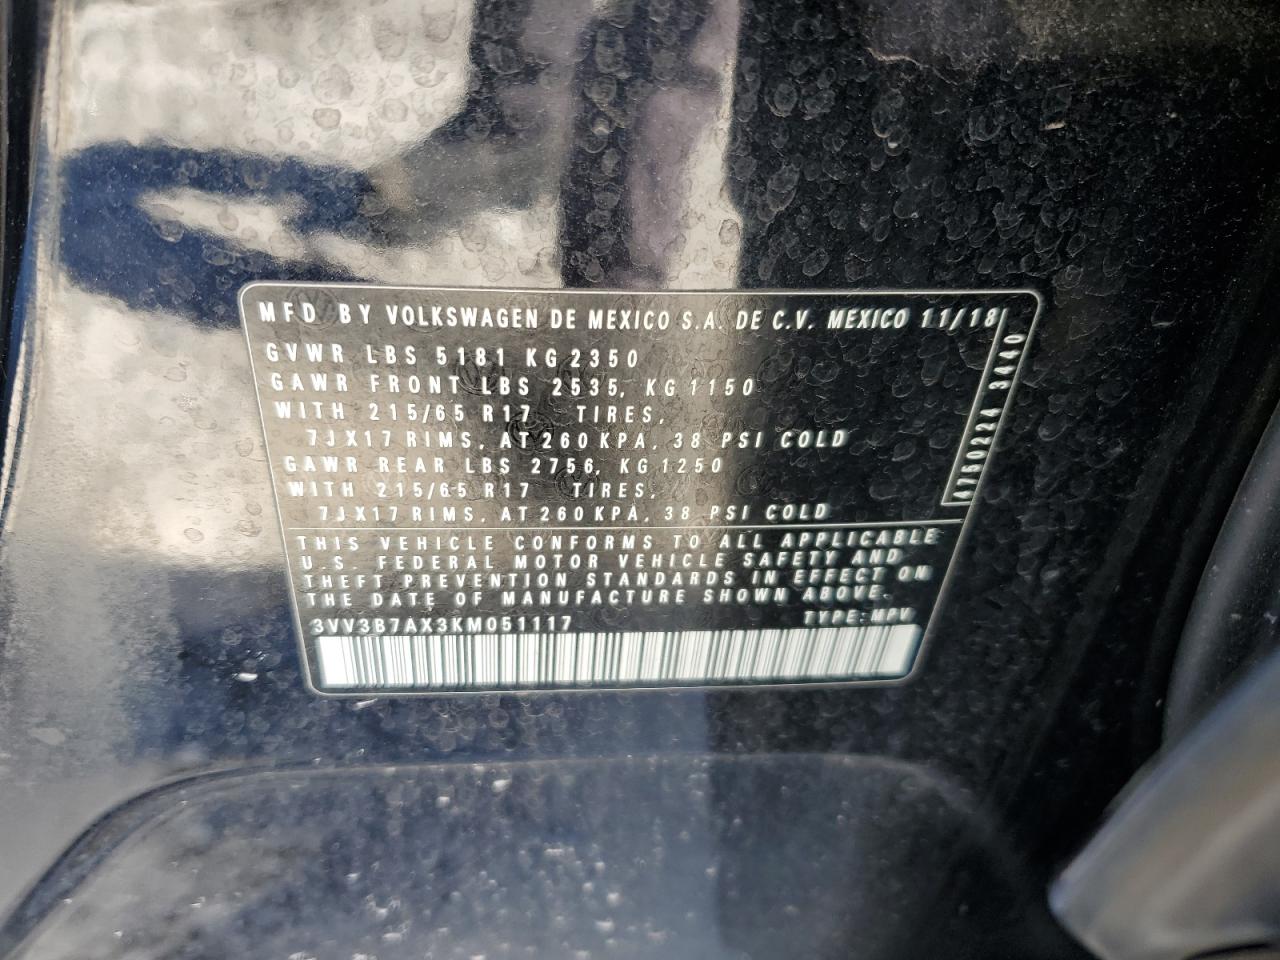 MFD. BY VOLKSWAGEN DE MEXICO S.A. DE C.V. MEXICO 11/18
GVWR LBS 5181 KG 2350
GAWR FRONT LBS 2535, KG 1150
WITH 215/65 R17 TIRES,
7JX17 RIMS, AT 260 KPA, 38 PSI COLD
GAWR REAR LBS 2756, KG 1250
WITH 215/65 R17 TIRES,
7JX17 RIMS, AT 260 KPA, 38 PSI COLD
THIS VEHICLE CONFORMS TO ALL APPLICABLE
U.S. FEDERAL MOTOR VEHICLE SAFETY AND
THEFT PREVENTION STANDARDS IN EFFECT ON
THE DATE OF MANUFACTURE SHOWN ABOVE.
3VV3B7AX3KM051117 TYPE: MPV
3440